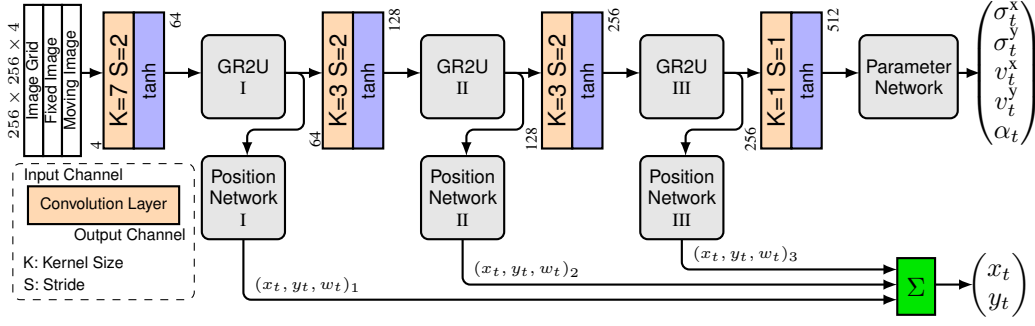 256 × 256 × 4
Image Grid
Fixed Image
Moving Image
4
K=7 S=2
tanh
64
GR2U
I
64
K=3 S=2
tanh
128
GR2U
II
128
K=3 S=2
tanh
256
GR2U
III
256
K=1 S=1
tanh
512
Parameter
Network
σ_t^x
σ_t^y
v_t^x
v_t^y
α_t
Position
Network
I
Position
Network
II
Position
Network
III
Input Channel
Convolution Layer
Output Channel
K: Kernel Size
S: Stride
(x_t, y_t, w_t)_1
(x_t, y_t, w_t)_2
(x_t, y_t, w_t)_3
Σ
x_t
y_t